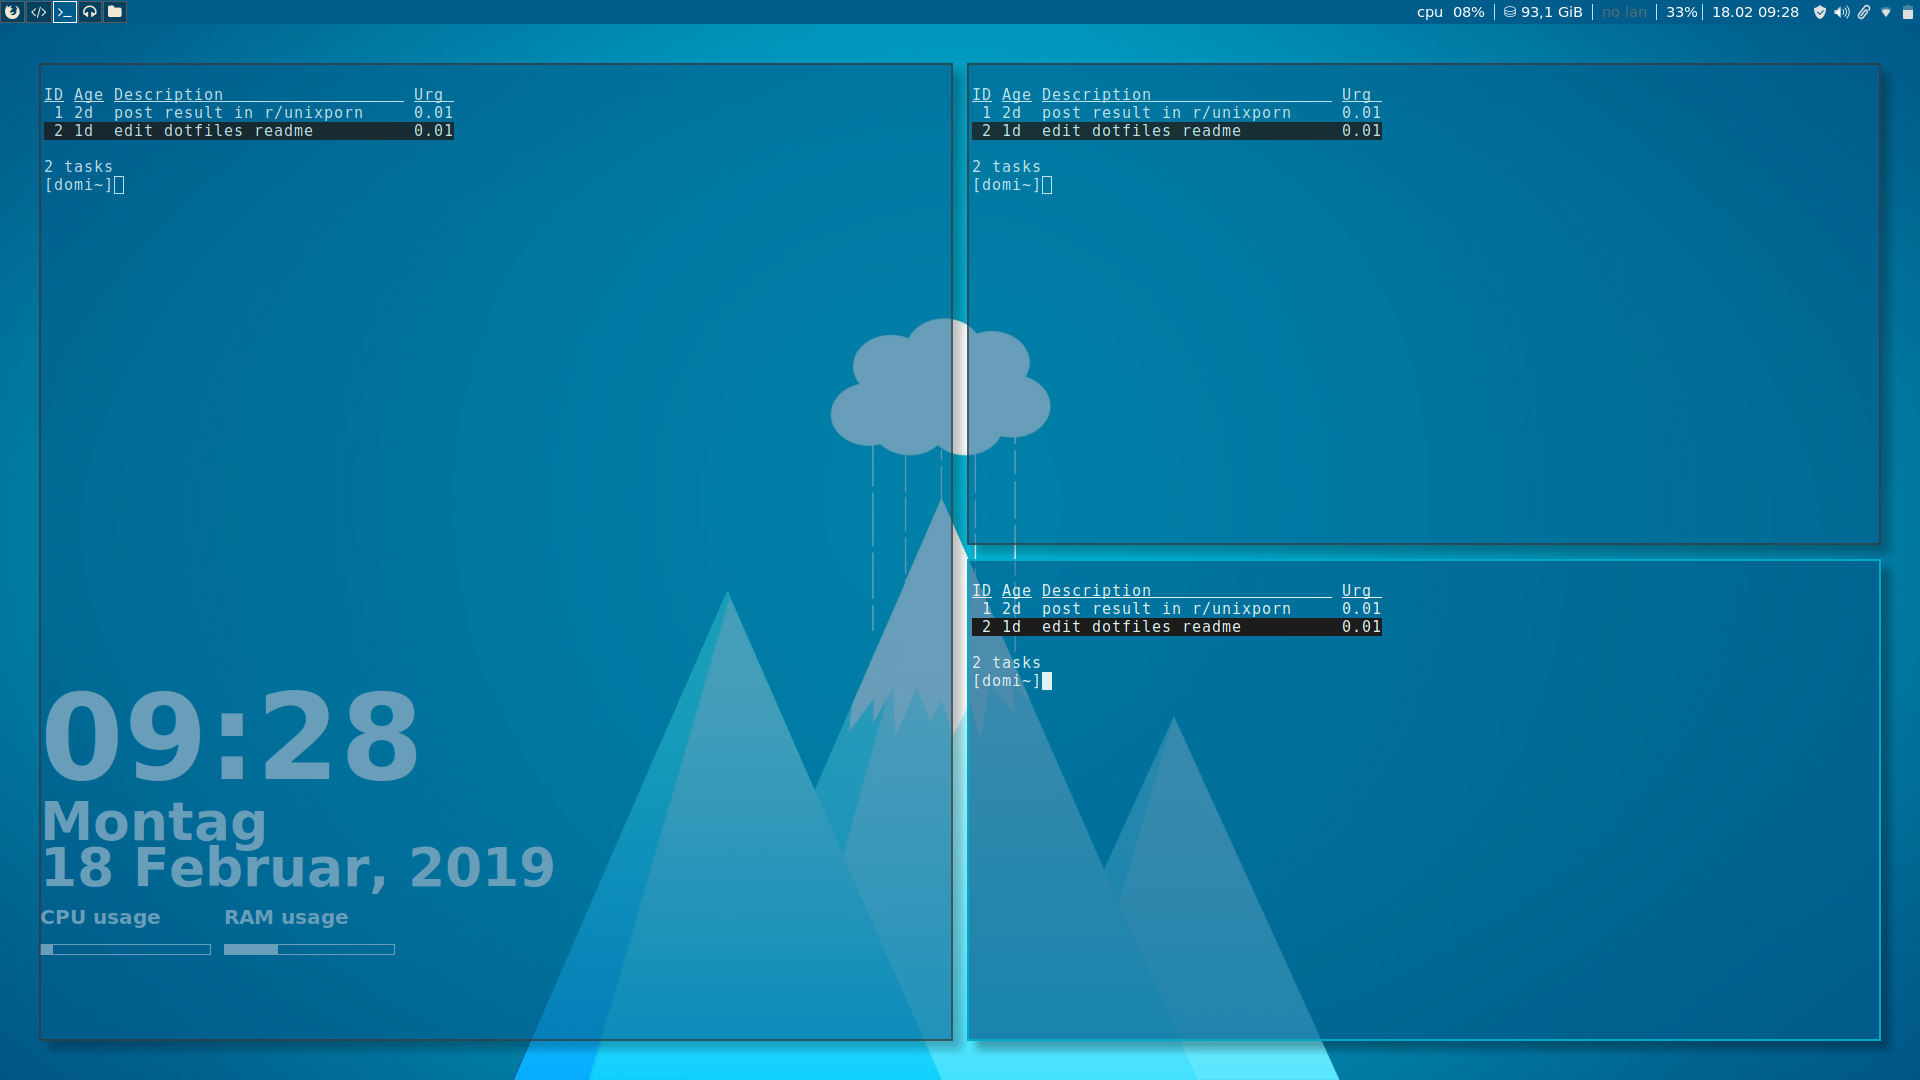 cpu 08% | 93,1 GiB | no lan | 33% | 18.02 09:28
ID Age Description Urg
1 2d post result in r/unixporn 0.01
2 1d edit dotfiles readme 0.01
2 tasks
[domi~]
ID Age Description Urg
1 2d post result in r/unixporn 0.01
2 1d edit dotfiles readme 0.01
2 tasks
[domi~]
ID Age Description Urg
1 2d post result in r/unixporn 0.01
2 1d edit dotfiles readme 0.01
2 tasks
[domi~]
09:28
Montag
18 Februar, 2019
CPU usage RAM usage